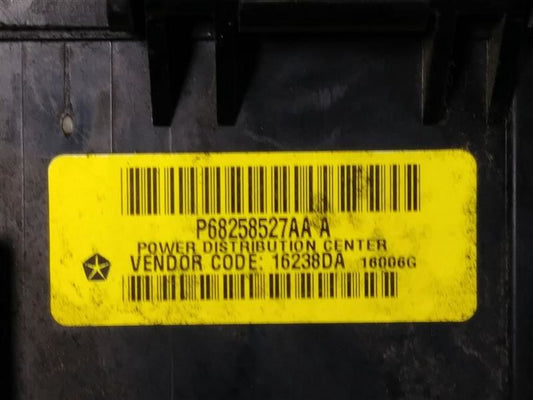 P68258527AA A
POWER DISTRIBUTION CENTER
VENDOR CODE: 16238DA 16006G